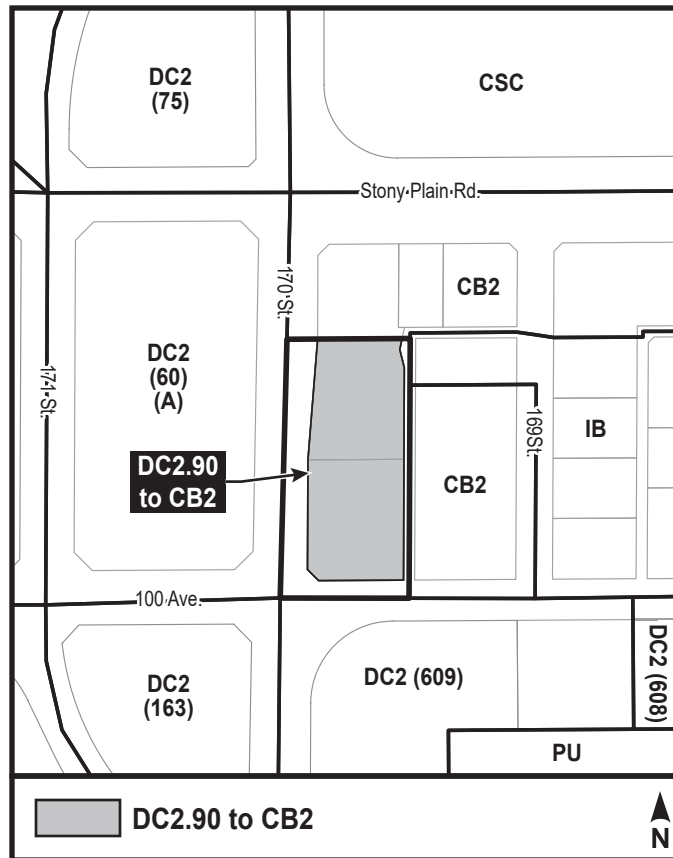 DC2
(75)
CSC
Stony Plain Rd.
170 St.
CB2
171 St.
DC2
(60)
(A)
DC2.90
to CB2
CB2
169St.
IB
100 Ave.
DC2
(163)
DC2 (609)
DC2 (608)
PU
DC2.90 to CB2
N